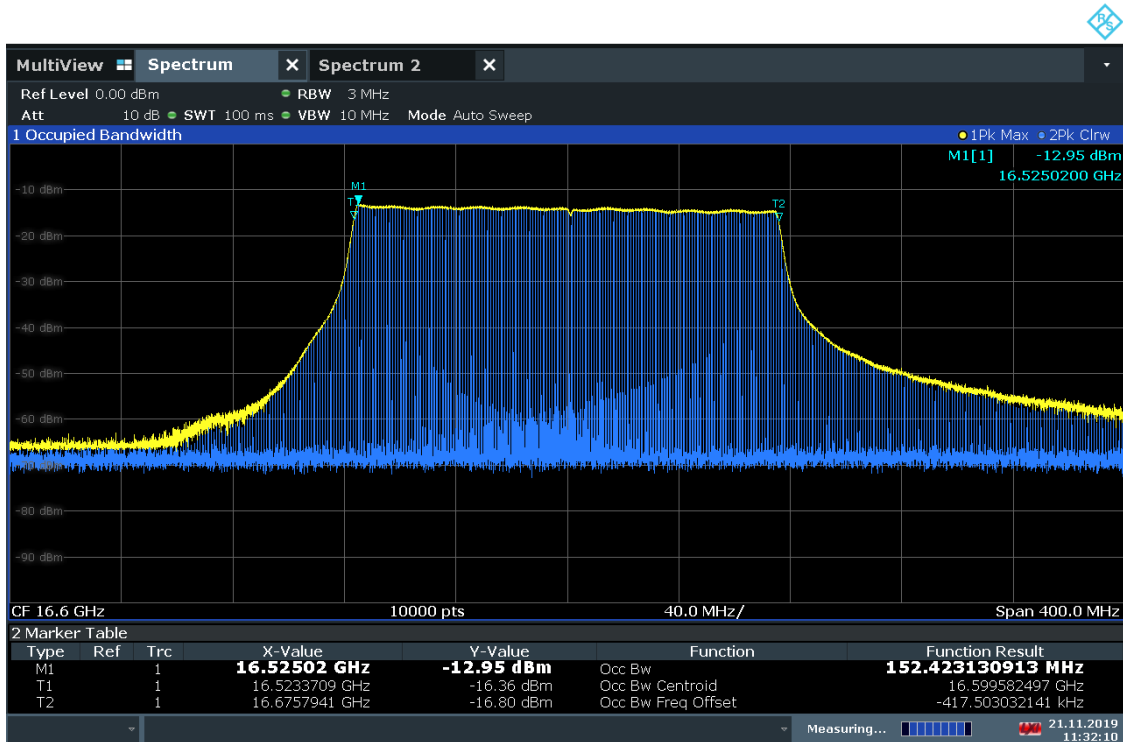 R&S
MultiView Spectrum × Spectrum 2 ×
Ref Level 0.00 dBm RBW 3 MHz
Att 10 dB SWT 100 ms VBW 10 MHz Mode Auto Sweep
1 Occupied Bandwidth 1Pk Max 2Pk Clrw
M1[1] -12.95 dBm
16.5250200 GHz
-10 dBm
M1
T T2
-20 dBm
-30 dBm
-40 dBm
-50 dBm
-60 dBm
-80 dBm
-90 dBm
CF 16.6 GHz 10000 pts 40.0 MHz/ Span 400.0 MHz
2 Marker Table
Type Ref Trc X-Value Y-Value Function Function Result
M1 1 16.52502 GHz -12.95 dBm Occ Bw 152.423130913 MHz
T1 1 16.5233709 GHz -16.36 dBm Occ Bw Centroid 16.599582497 GHz
T2 1 16.6757941 GHz -16.80 dBm Occ Bw Freq Offset -417.503032141 kHz
Measuring... 21.11.2019
11:32:10